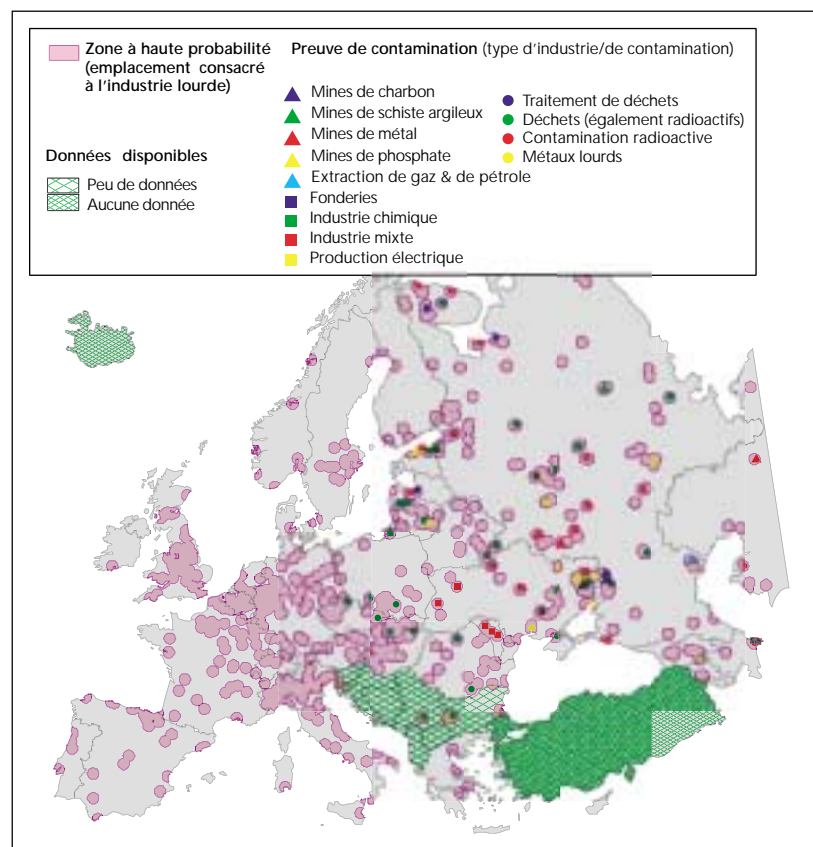 Zone à haute probabilité
(emplacement consacré
à l'industrie lourde)
Données disponibles
Peu de données
Aucune donnée
Preuve de contamination (type d'industrie/de contamination)
Mines de charbon
Mines de schiste argileux
Mines de métal
Mines de phosphate
Extraction de gaz & de pétrole
Fonderies
Industrie chimique
Industrie mixte
Production électrique
Traitement de déchets
Déchets (également radioactifs)
Contamination radioactive
Métaux lourds